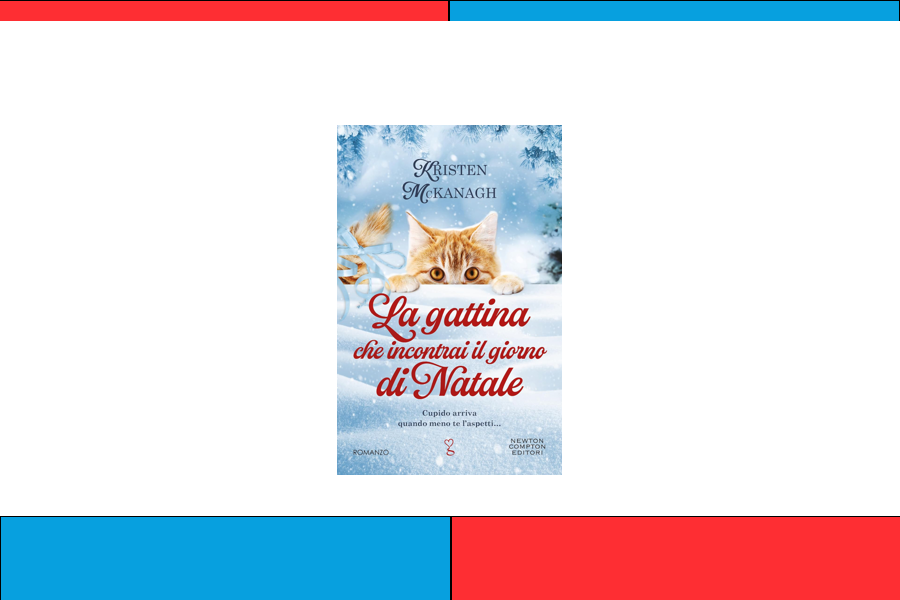 KRISTEN
McKANAGH
La gattina
che incontrai il giorno
di Natale
Cupido arriva
quando meno te l'aspetti...
ROMANZO
NEWTON
COMPTON
EDITORI